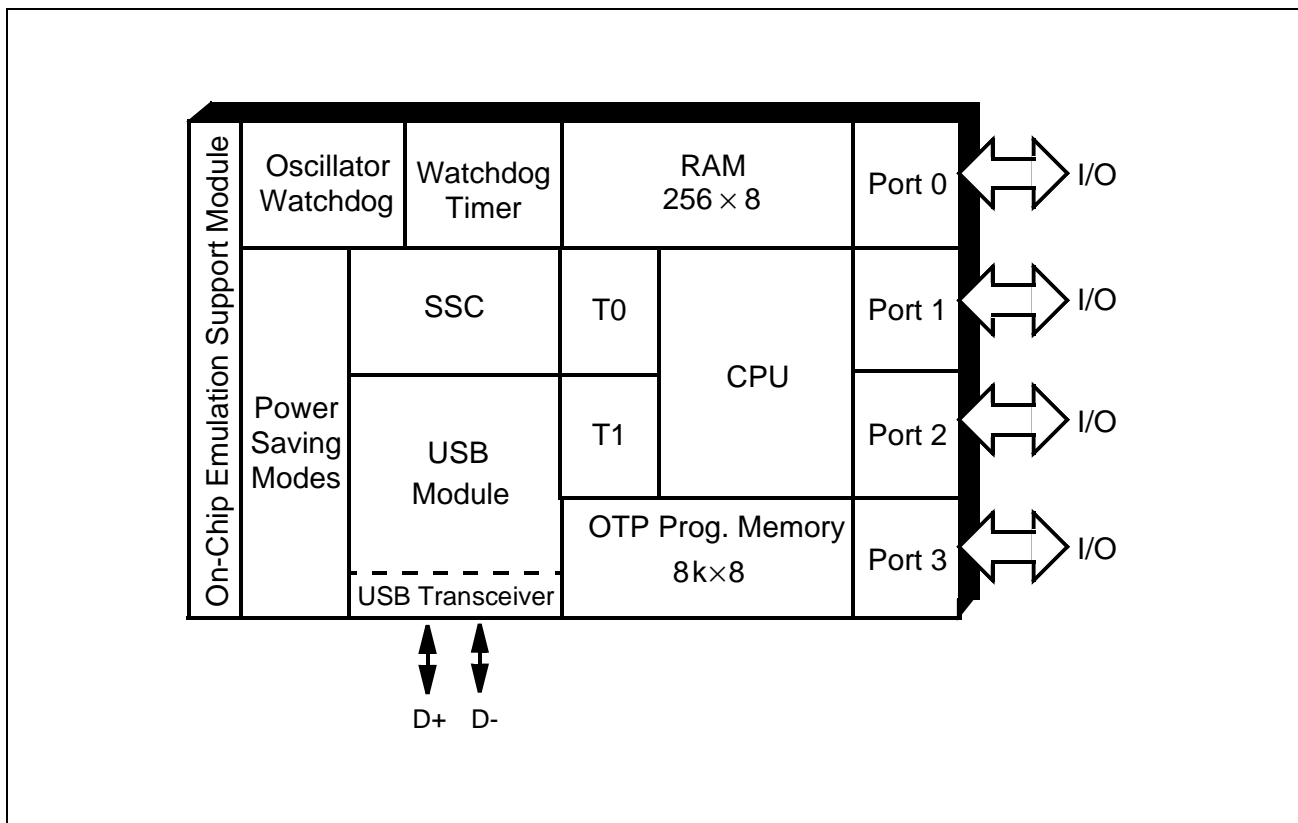 On-Chip Emulation Support Module
Oscillator
Watchdog
Watchdog
Timer
RAM
256 × 8
Port 0
I/O
Power
Saving
Modes
SSC
T0
CPU
Port 1
I/O
USB
Module
T1
Port 2
I/O
USB Transceiver
OTP Prog. Memory
8k×8
Port 3
I/O
D+ D-